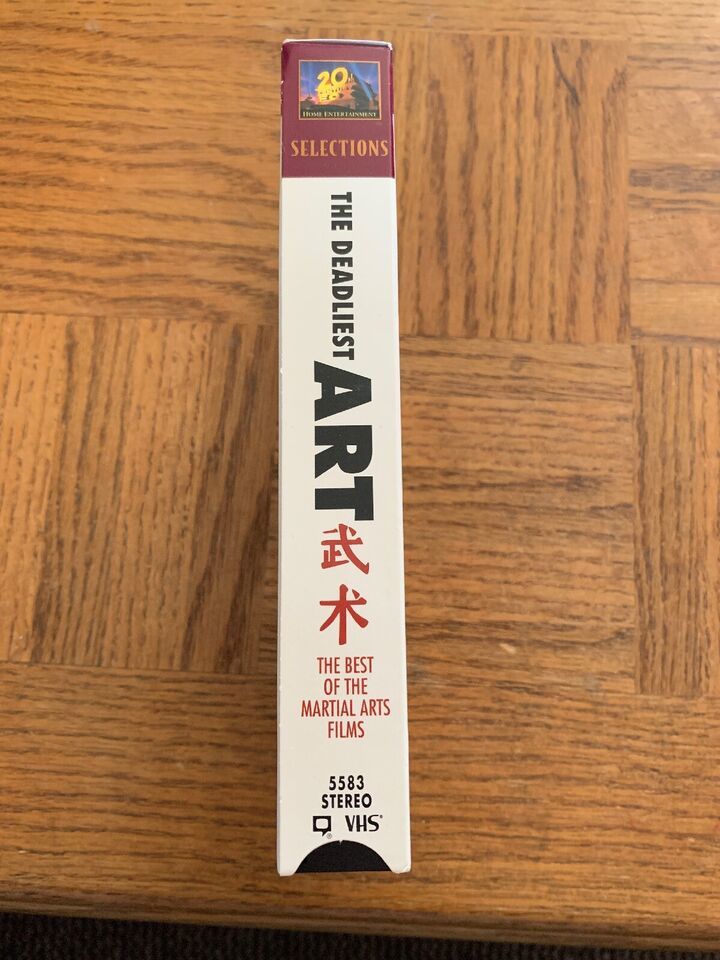 20th
CENTURY
FOX
HOME ENTERTAINMENT
SELECTIONS
THE DEADLIEST
ART
武
术
THE BEST
OF THE
MARTIAL ARTS
FILMS
5583
STEREO
® VHS®